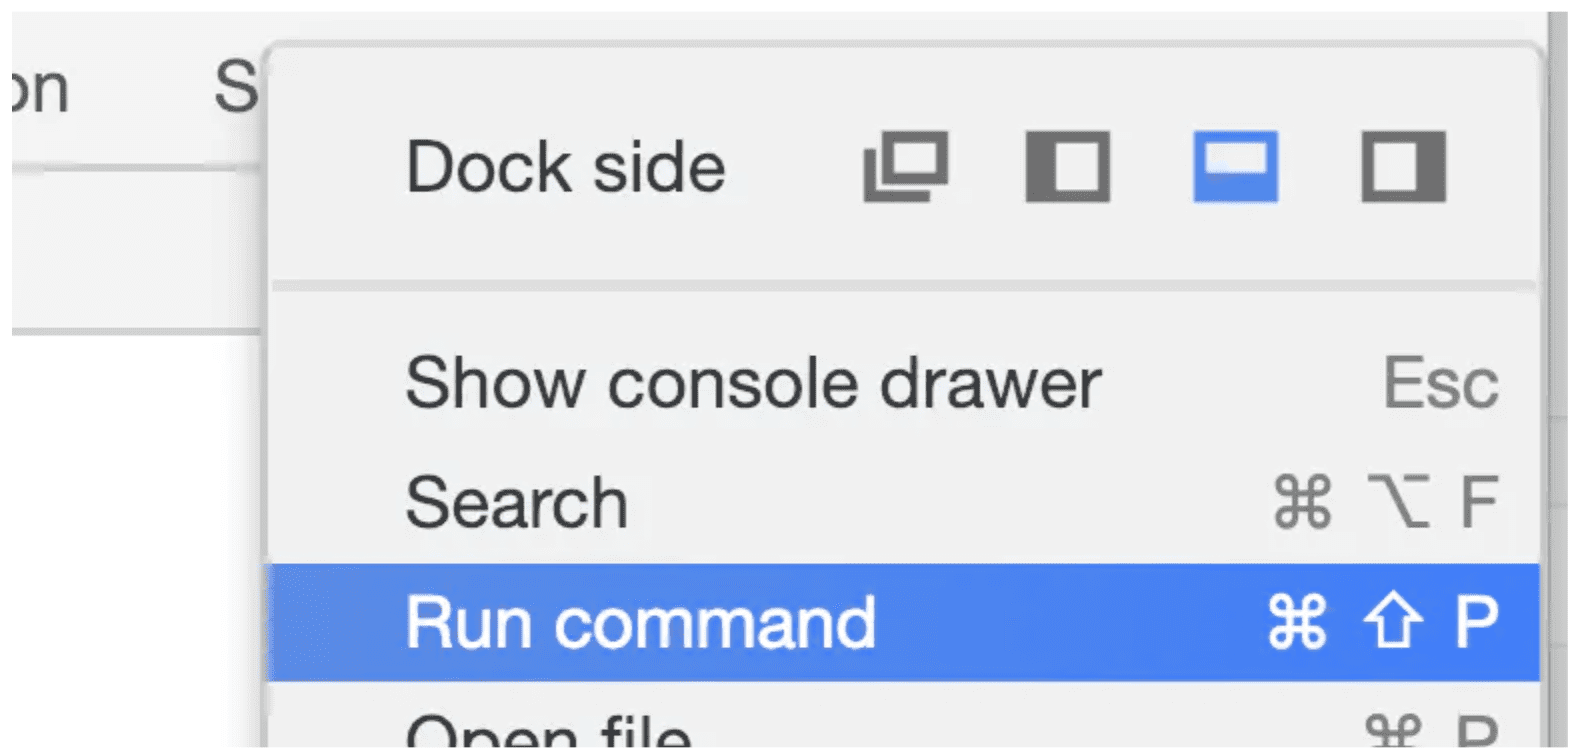 on S
Dock side
Show console drawer Esc
Search ⌘ ⌥ F
Run command ⌘ ⇧ P
Open file ⌘ P